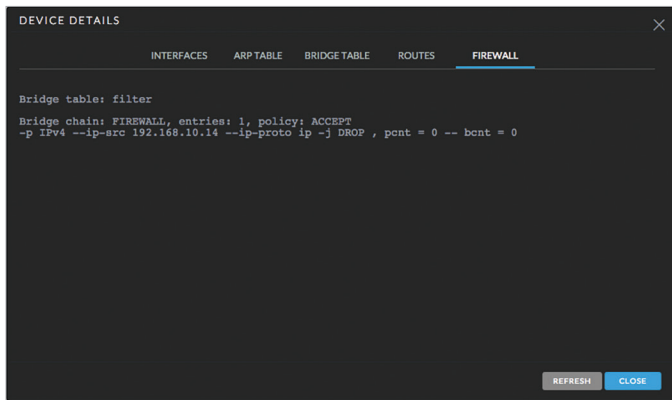 DEVICE DETAILS
INTERFACES ARP TABLE BRIDGE TABLE ROUTES FIREWALL
Bridge table: filter
Bridge chain: FIREWALL, entries: 1, policy: ACCEPT
-p IPv4 --ip-src 192.168.10.14 --ip-proto ip -j DROP , pcnt = 0 -- bcnt = 0
REFRESH CLOSE